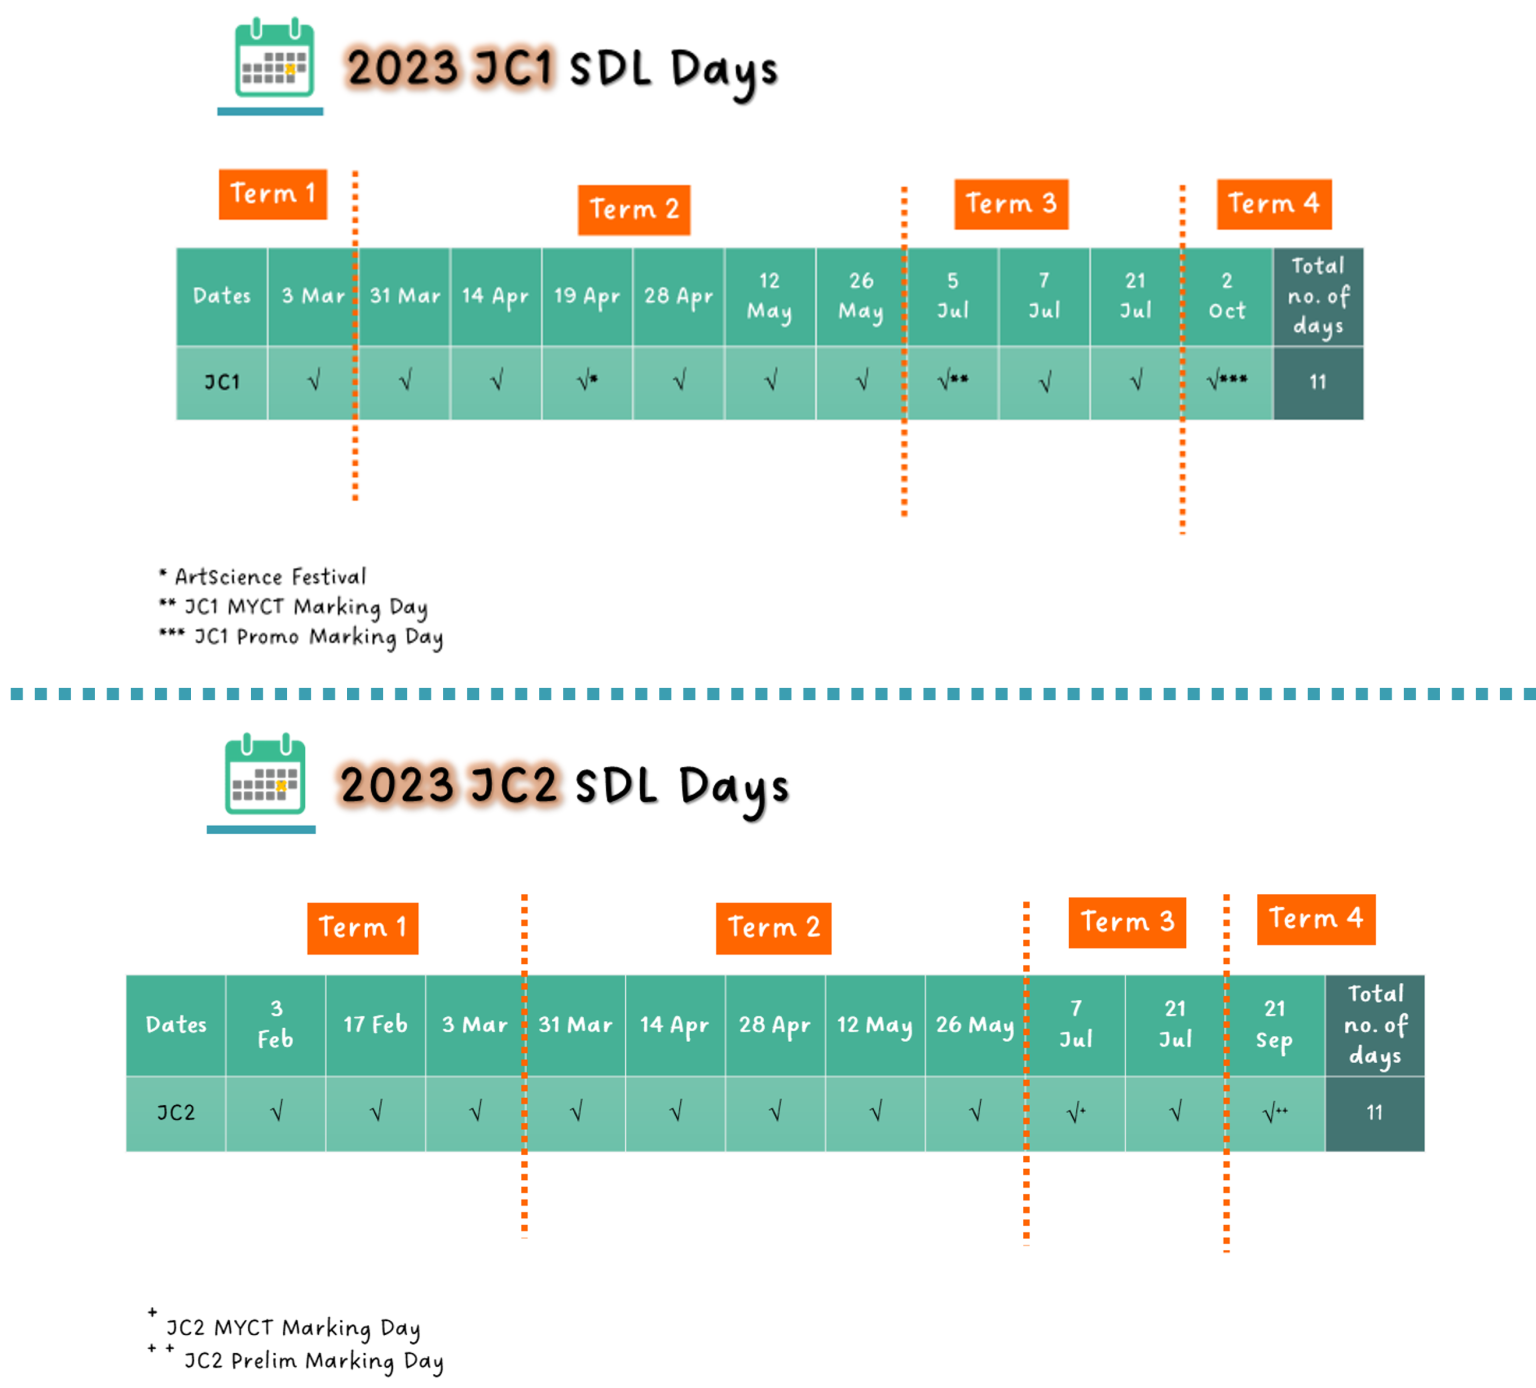 2023 JC1 SDL Days
Term 1
Term 2
Term 3
Term 4
Dates 3 Mar 31 Mar 14 Apr 19 Apr 28 Apr 12 May 26 May 5 Jul 7 Jul 21 Jul 2 Oct Total no. of days
JC1 √ √ √ √* √ √ √ √** √ √ √*** 11
* ArtScience Festival
** JC1 MYCT Marking Day
*** JC1 Promo Marking Day
2023 JC2 SDL Days
Term 1
Term 2
Term 3
Term 4
Dates 3 Feb 17 Feb 3 Mar 31 Mar 14 Apr 28 Apr 12 May 26 May 7 Jul 21 Jul 21 Sep Total no. of days
JC2 √ √ √ √ √ √ √ √ √+ √ √++ 11
+ JC2 MYCT Marking Day
++ JC2 Prelim Marking Day